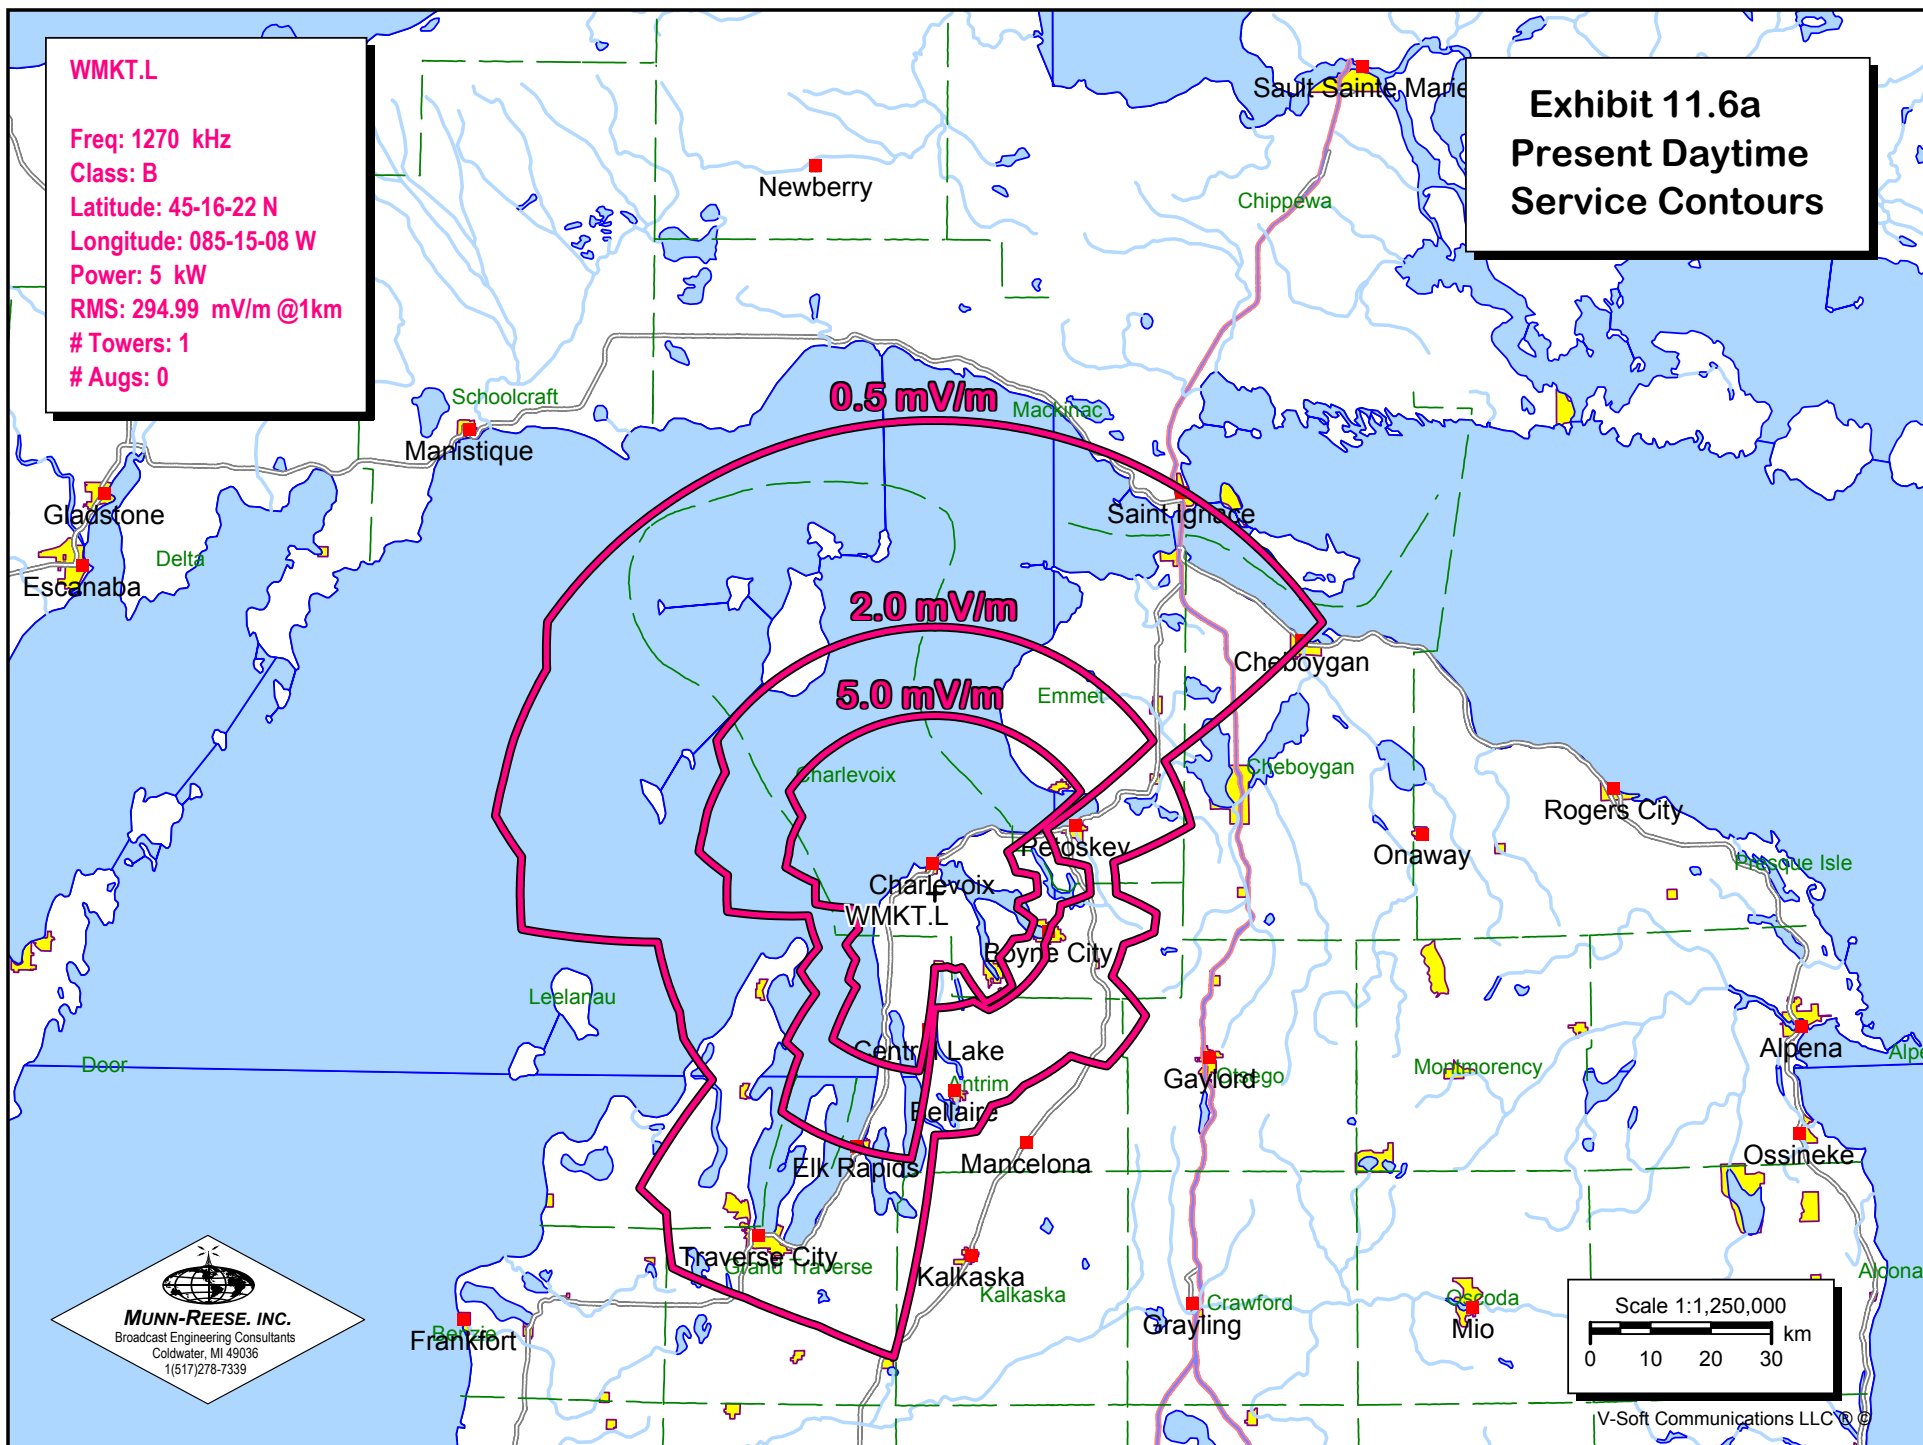 WMKT.L
Freq: 1270 kHz
Class: B
Latitude: 45-16-22 N
Longitude: 085-15-08 W
Power: 5 kW
RMS: 294.99 mV/m @1km
# Towers: 1
# Augs: 0
Exhibit 11.6a
Present Daytime
Service Contours
Sault Sainte Marie
Newberry
Chippewa
Schoolcraft
0.5 mV/m
Mackinac
Manistique
Gladstone
Saint Ignace
Delta
Escanaba
2.0 mV/m
Cheboygan
5.0 mV/m
Emmet
Charlevoix
Cheboygan
Rogers City
Petoskey
Onaway
Presque Isle
Charlevoix
WMKT.L
Boyne City
Leelanau
Central Lake
Alpena
Alpe
Door
Antrim
Gaylord
Otsego
Montmorency
Bellaire
Ossineke
Elk Rapids
Mancelona
Traverse City
Grand Traverse
Kalkaska
Kalkaska
Alcona
Crawford
Oscoda
Grayling
Mio
Benzie
Frankfort
MUNN-REESE, INC.
Broadcast Engineering Consultants
Coldwater, MI 49036
1(517)278-7339
Scale 1:1,250,000
km
0 10 20 30
V-Soft Communications LLC ® ©